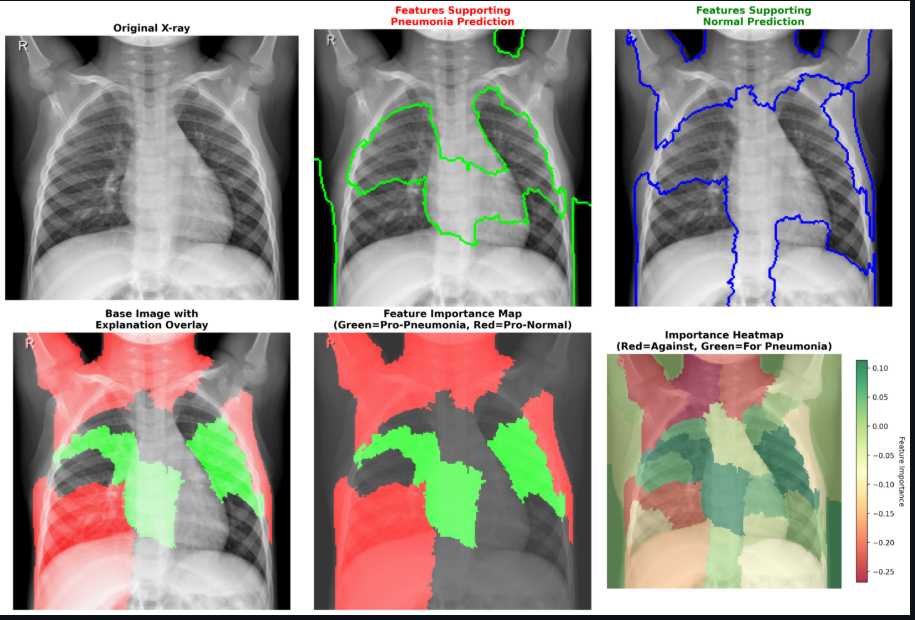 Original X-ray
R
Features Supporting
Pneumonia Prediction
R
Features Supporting
Normal Prediction
R
Base Image with
Explanation Overlay
R
Feature Importance Map
(Green=Pro-Pneumonia, Red=Pro-Normal)
R
Importance Heatmap
(Red=Against, Green=For Pneumonia)
0.10
0.05
0.00
−0.05
−0.10
−0.15
−0.20
−0.25
Feature Importance